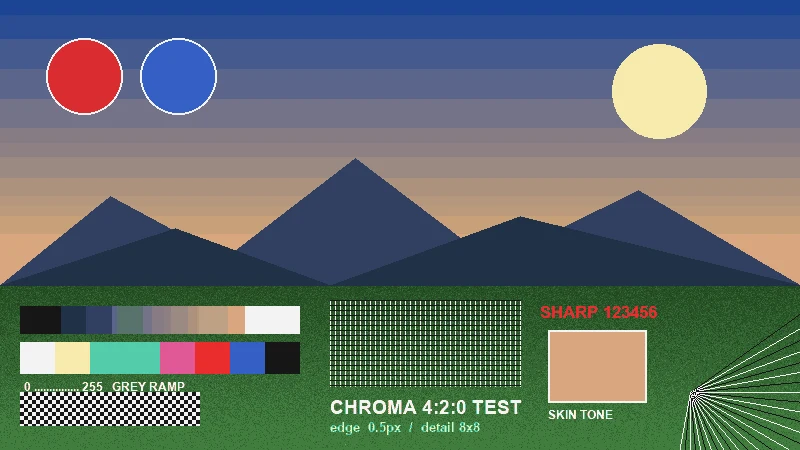 SHARP 123456
0 .............. 255 GREY RAMP
CHROMA 4:2:0 TEST
edge 0.5px / detail 8x8
SKIN TONE